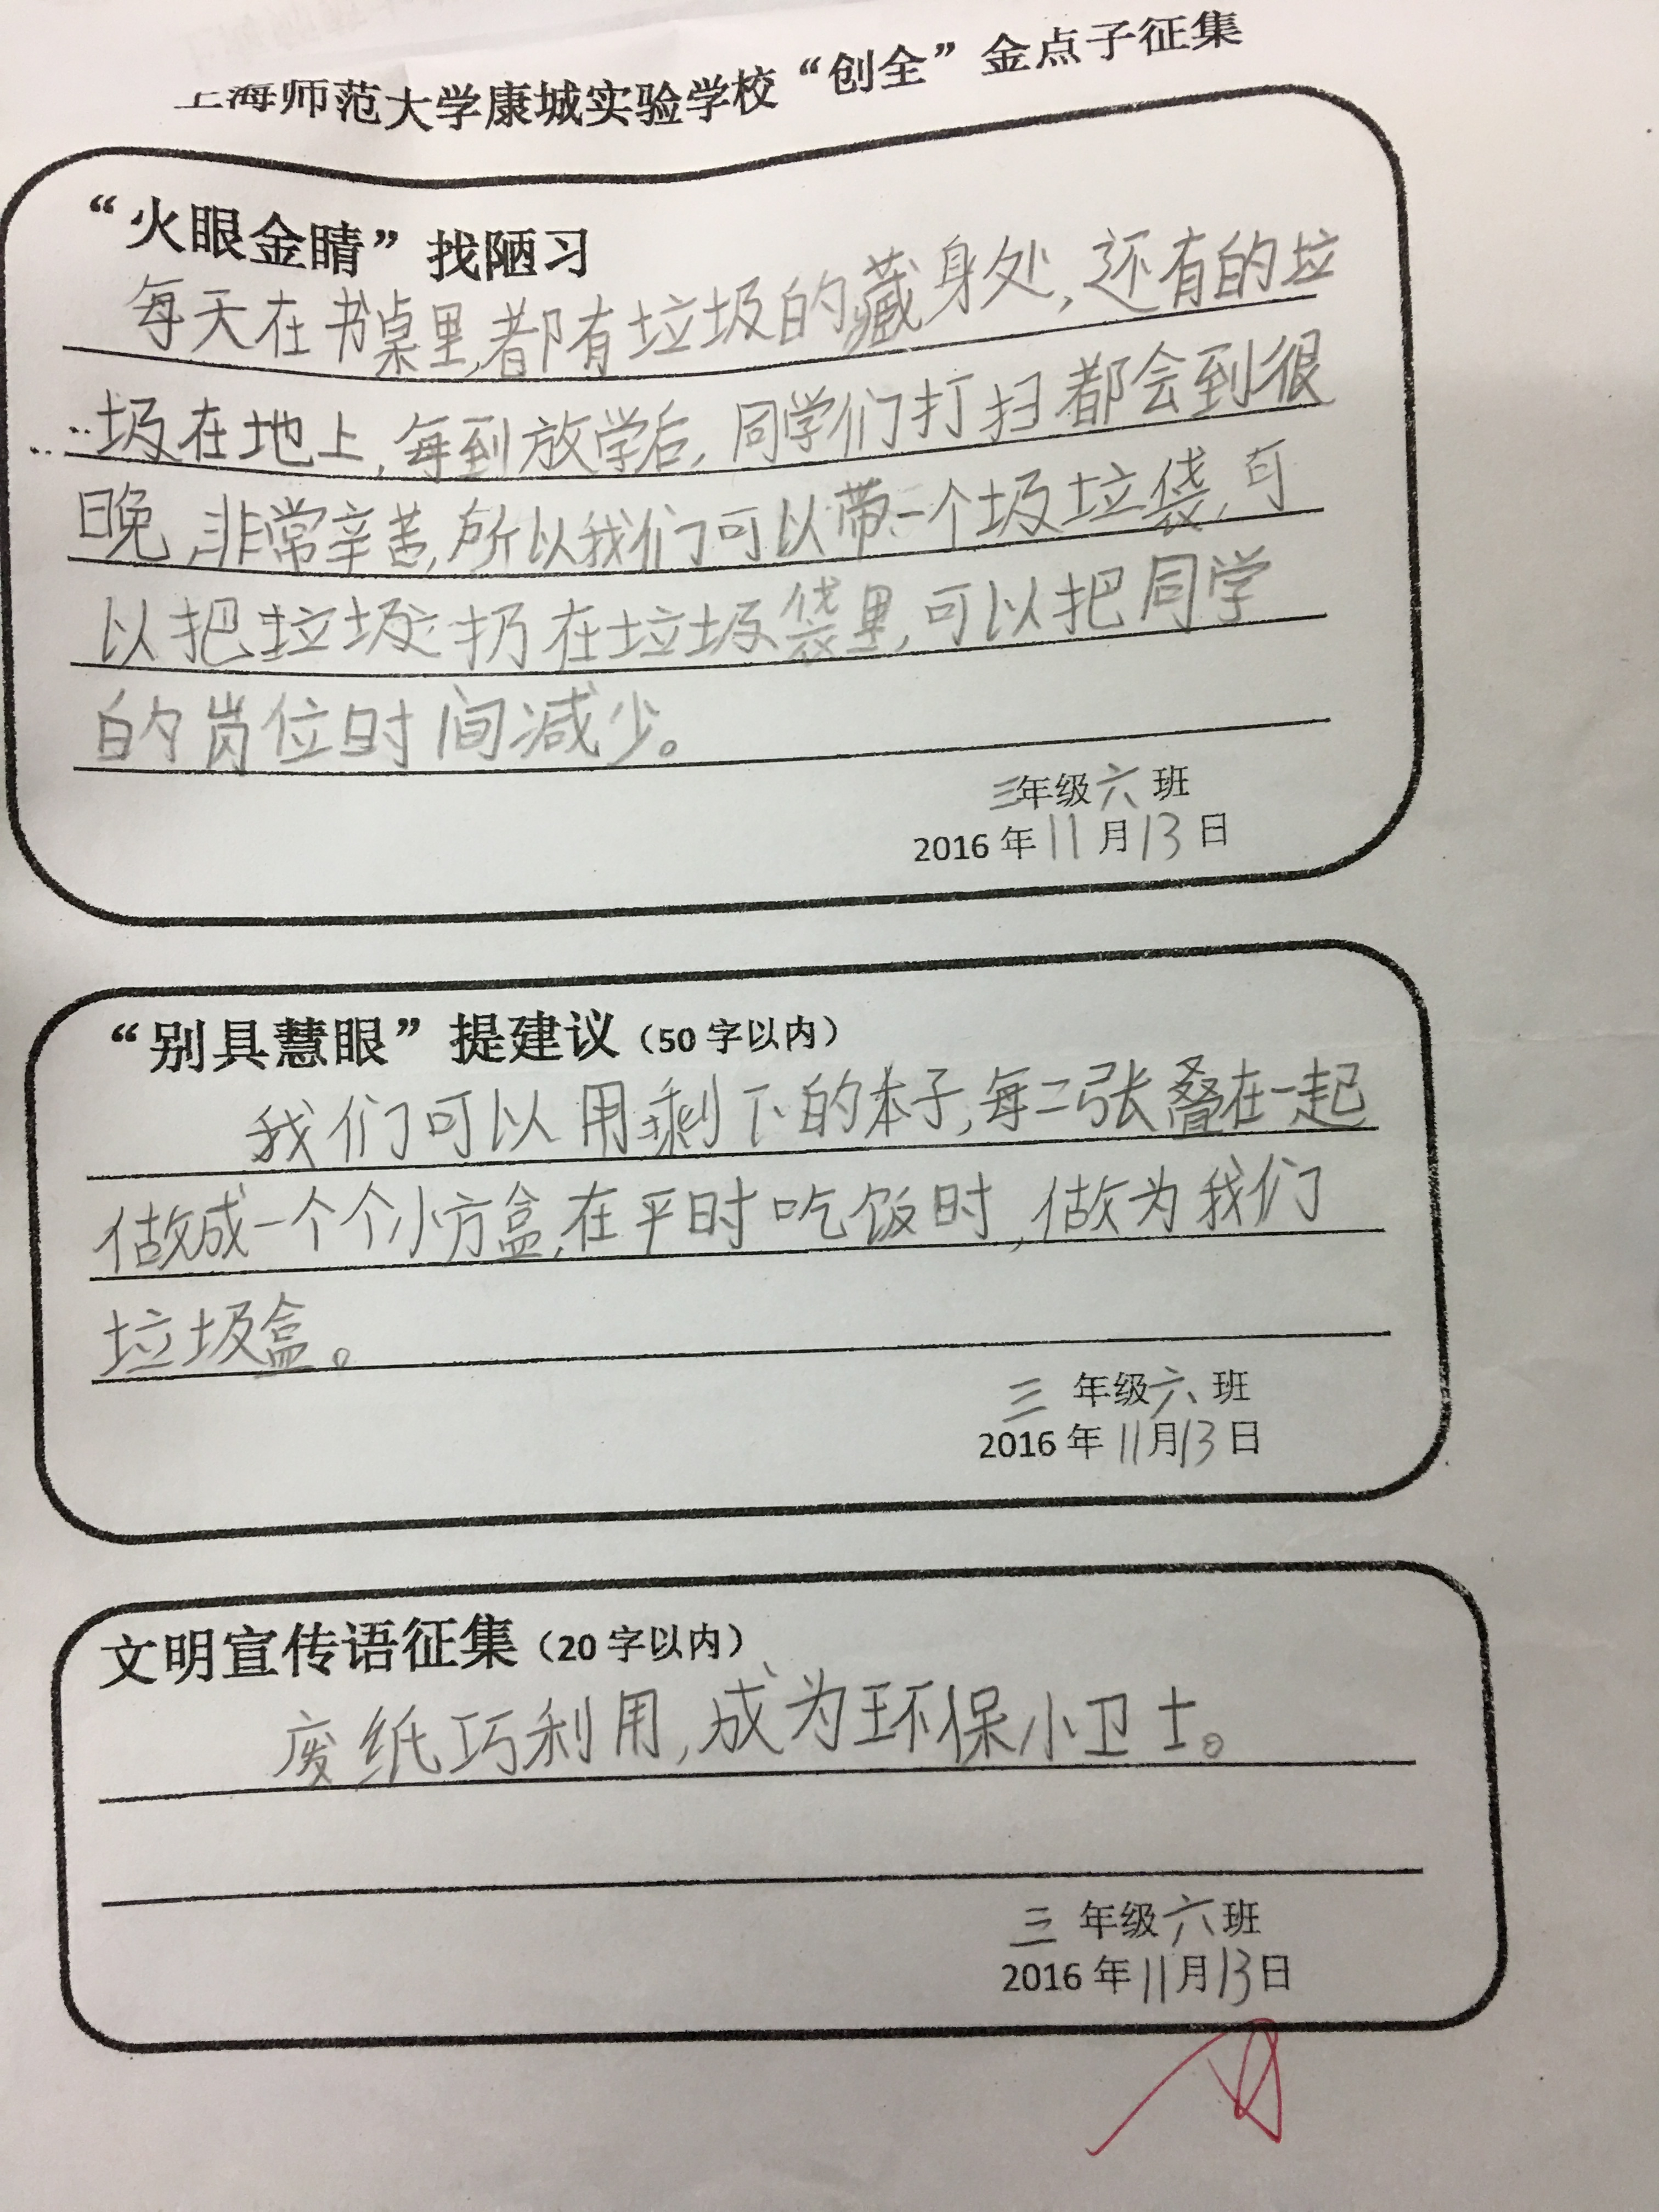 上海师范大学康城实验学校“创全”金点子征集
“火眼金睛”找陋习
每天在书桌里,都有垃圾的藏身处,还有的垃
圾在地上,每到放学后,同学们打扫都会到很
晚,非常辛苦,所以我们可以带一个圾垃袋,可
以把垃圾扔在垃圾袋里,可以把同学
的岗位时间减少。
三年级六班
2016年11月13日
“别具慧眼”提建议（50字以内）
我们可以用剩下的本子,每二张叠在一起
做成一个个小方盒,在平时吃饭时,做为我们
垃圾盒。
三年级六班
2016年11月13日
文明宣传语征集（20字以内）
废纸巧利用,成为环保小卫士。
三年级六班
2016年11月13日